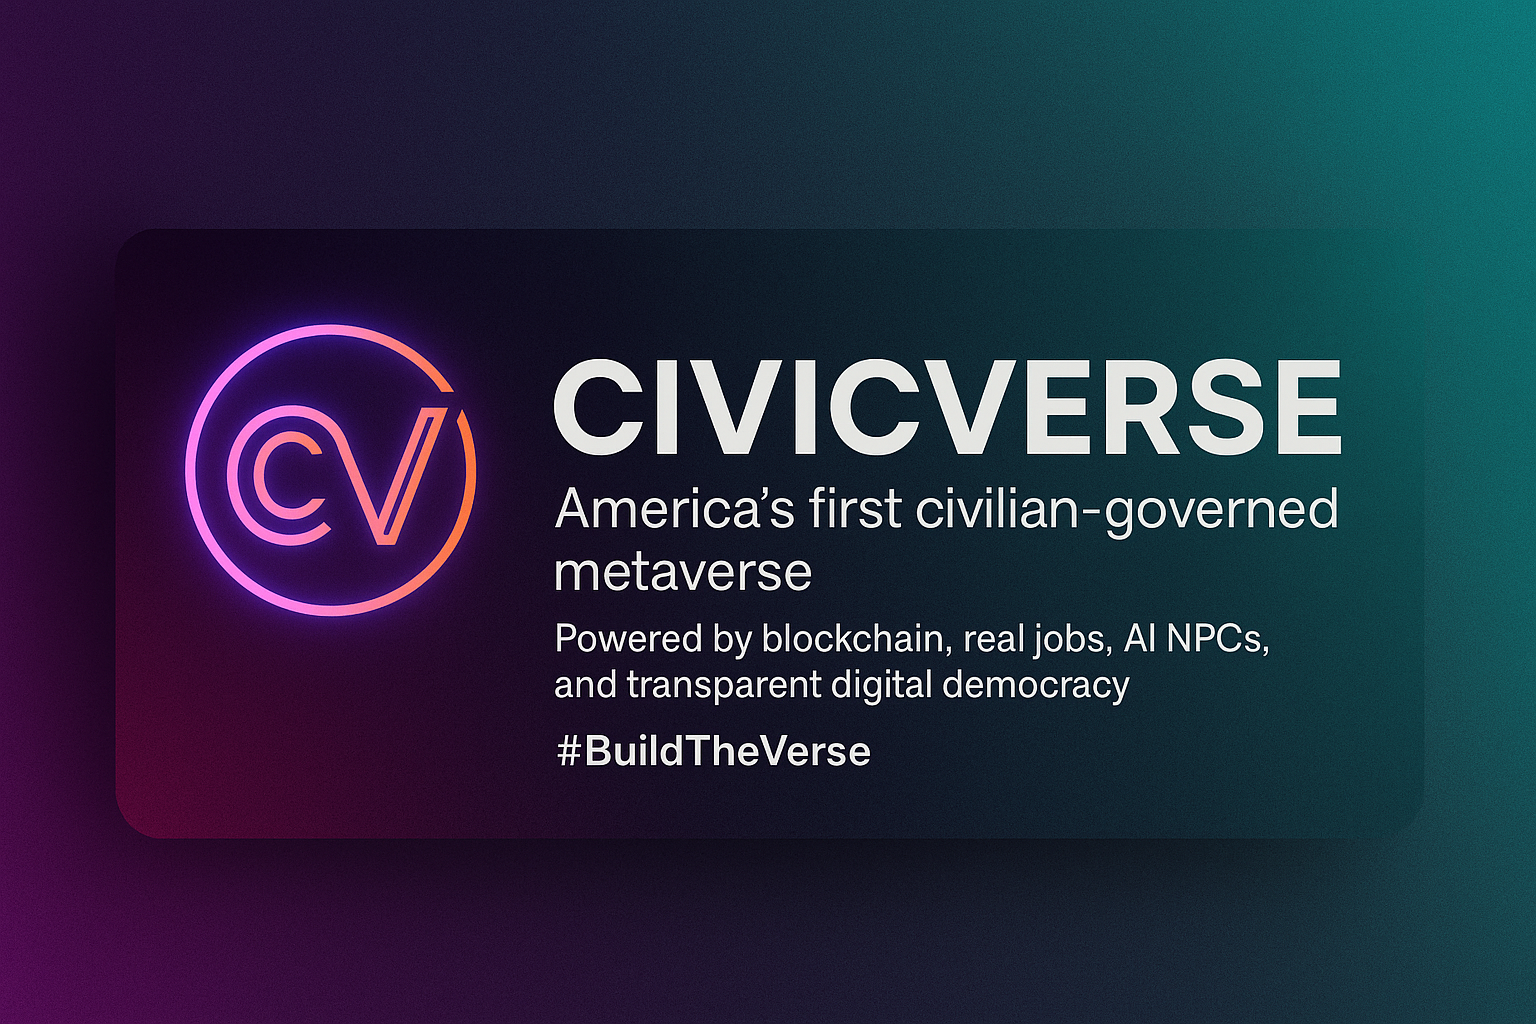 CV
CIVICVERSE
America’s first civilian-governed
metaverse
Powered by blockchain, real jobs, AI NPCs,
and transparent digital democracy
#BuildTheVerse